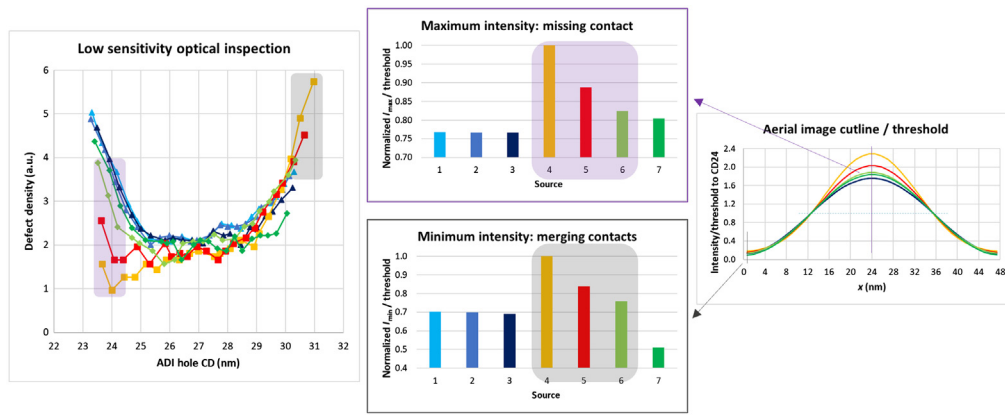 Low sensitivity optical inspection
Defect density (a.u.)
6
5
4
3
2
1
0
22 23 24 25 26 27 28 29 30 31 32
ADI hole CD (nm)
Maximum intensity: missing contact
Normalized Imax / threshold
1.00
0.95
0.90
0.85
0.80
0.75
0.70
1 2 3 4 5 6 7
Source
Minimum intensity: merging contacts
Normalized Imin / threshold
1.0
0.9
0.8
0.7
0.6
0.5
0.4
1 2 3 4 5 6 7
Source
Aerial image cutline / threshold
Intensity/threshold to CD24
2.4
2.0
1.6
1.2
0.8
0.4
0.0
0 4 8 12 16 20 24 28 32 36 40 44 48
x (nm)